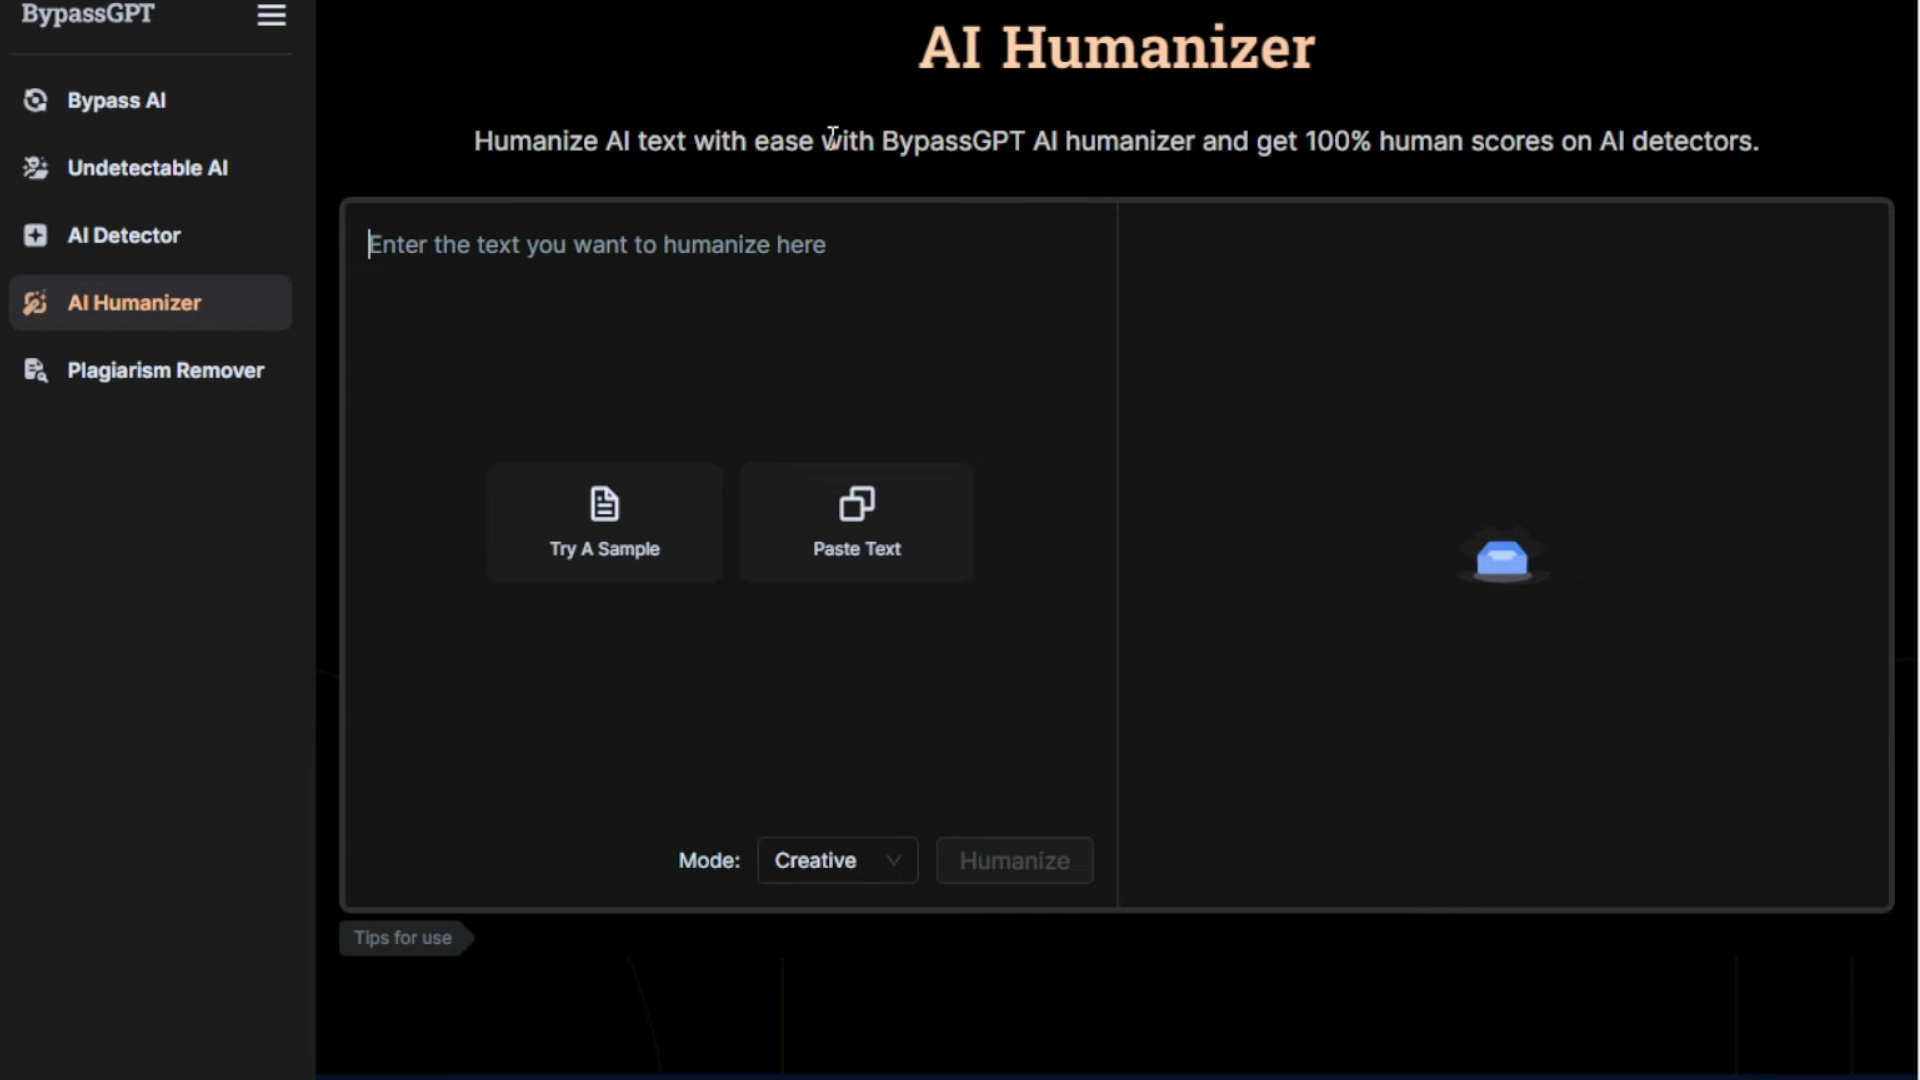 BypassGPT
Bypass AI
Undetectable AI
AI Detector
AI Humanizer
Plagiarism Remover
AI Humanizer
Humanize AI text with ease with BypassGPT AI humanizer and get 100% human scores on AI detectors.
Enter the text you want to humanize here
Try A Sample
Paste Text
Mode:
Creative
Humanize
Tips for use